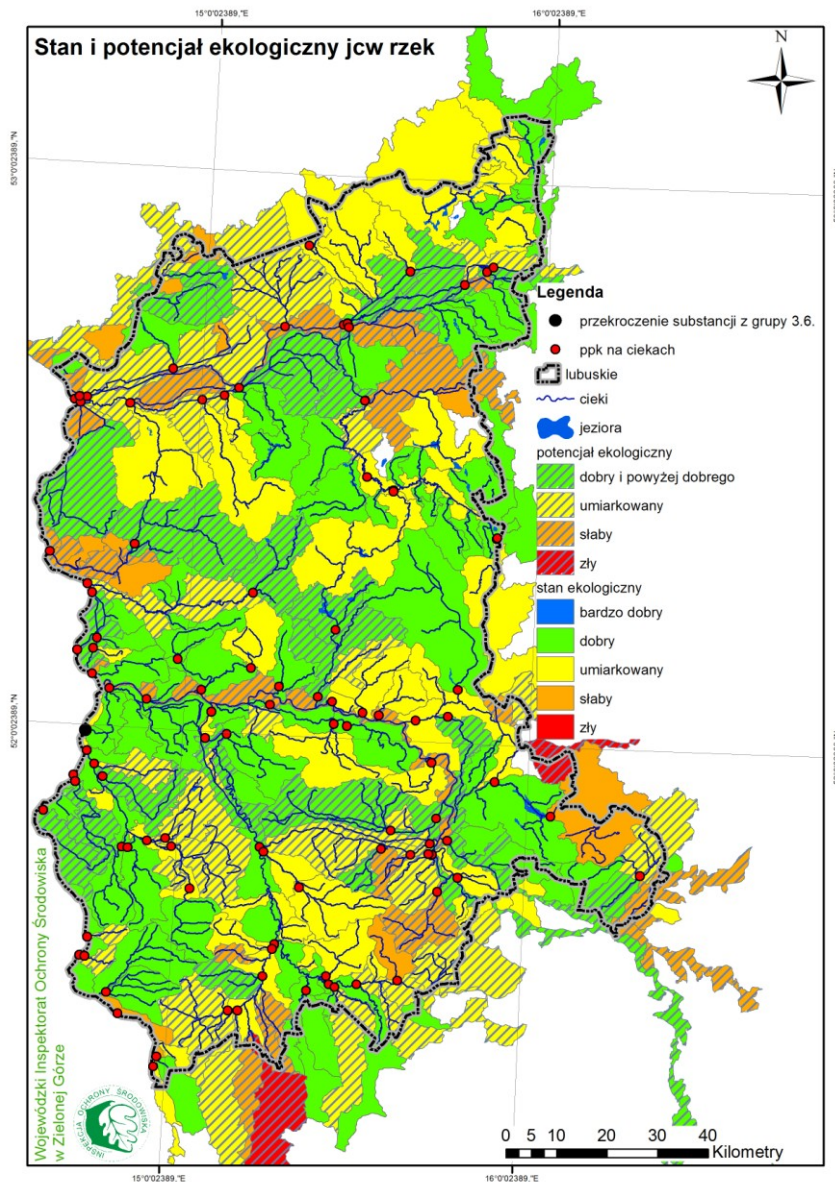 15°0'02389,"E
16°0'02389,"E
Stan i potencjał ekologiczny jcw rzek
N
53°0'02389,"N
Legenda
przekroczenie substancji z grupy 3.6.
ppk na ciekach
lubuskie
cieki
jeziora
potencjał ekologiczny
dobry i powyżej dobrego
umiarkowany
słaby
zły
stan ekologiczny
bardzo dobry
dobry
umiarkowany
słaby
zły
52°0'02389,"N
Wojewódzki Inspektorat Ochrony Środowiska
w Zielonej Górze
INSPEKCJA OCHRONY ŚRODOWISKA
0 5 10 20 30 40
Kilometry
15°0'02389,"E
16°0'02389,"E